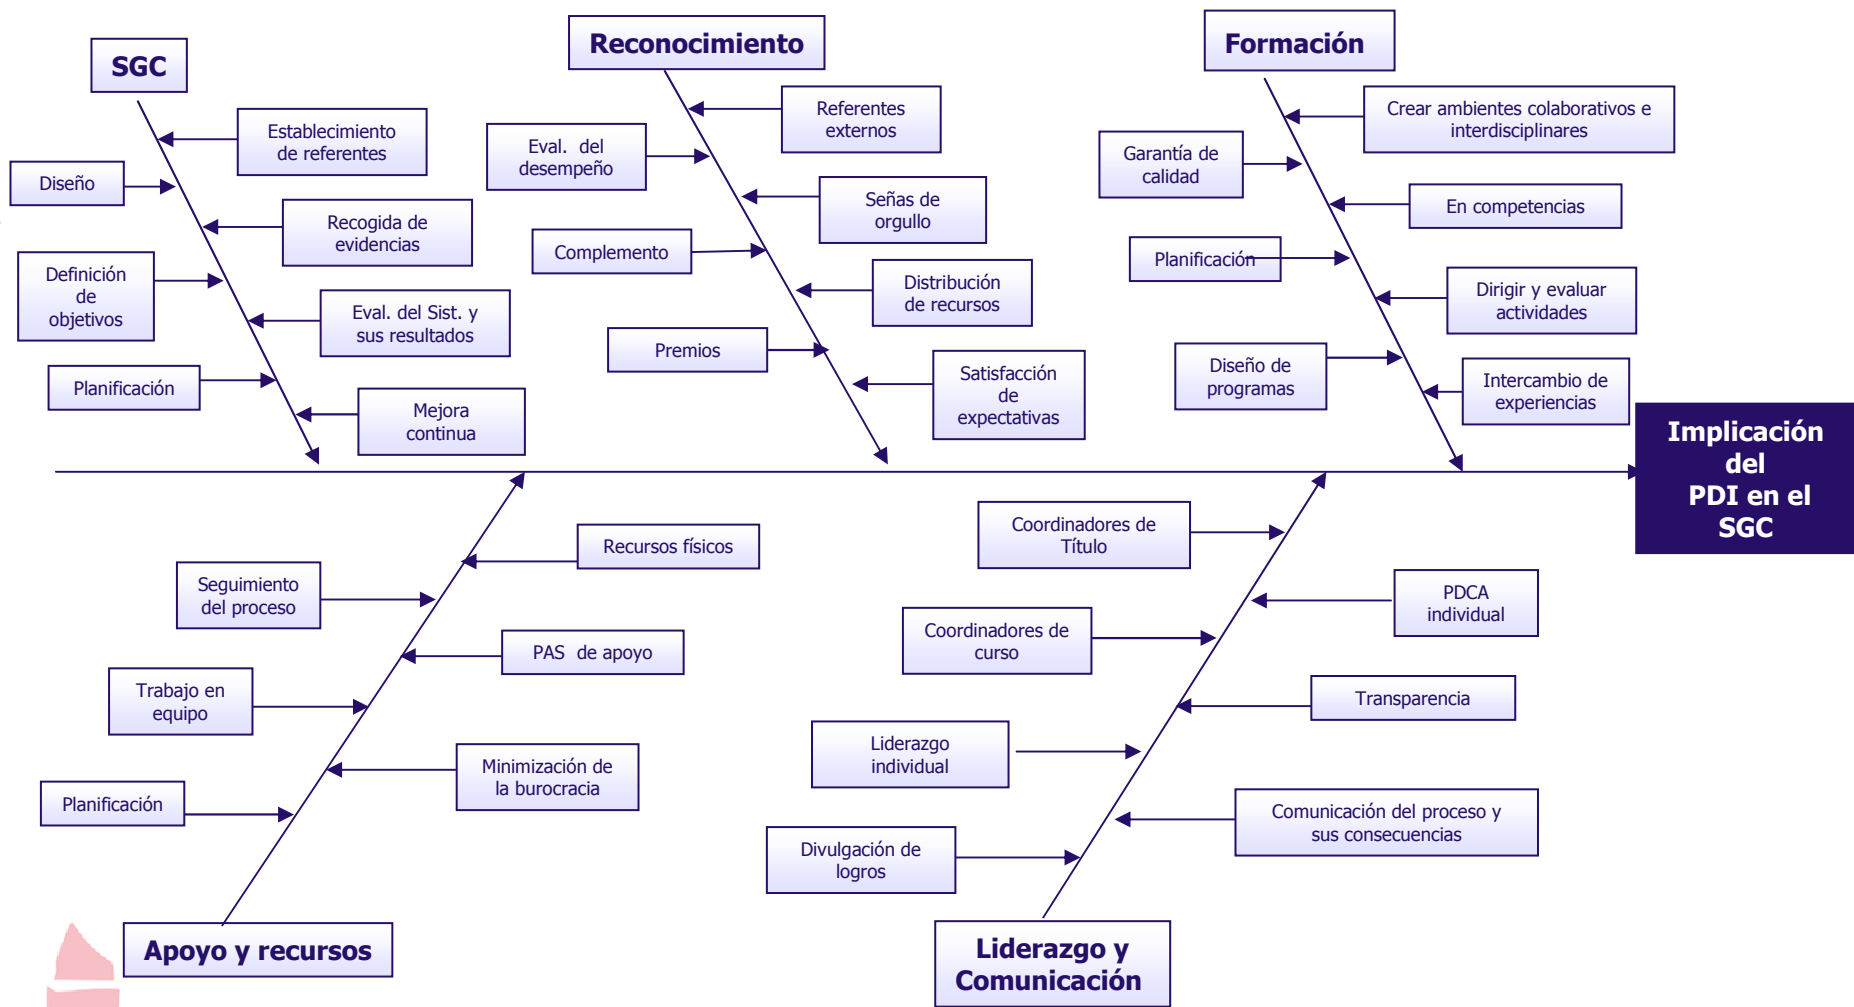 SGC
Establecimiento
de referentes
Diseño
Recogida de
evidencias
Definición
de
objetivos
Eval. del Sist. y
sus resultados
Planificación
Mejora
continua
Reconocimiento
Referentes
externos
Eval.  del
desempeño
Señas de
orgullo
Complemento
Distribución
de recursos
Premios
Satisfacción
de
expectativas
Formación
Crear ambientes colaborativos e
interdisciplinares
Garantía de
calidad
En competencias
Planificación
Dirigir y evaluar
actividades
Diseño de
programas
Intercambio de
experiencias
Implicación
del
PDI en el
SGC
Recursos físicos
Seguimiento
del proceso
PAS  de apoyo
Trabajo en
equipo
Minimización de
la burocracia
Planificación
Apoyo y recursos
Coordinadores de
Título
PDCA
individual
Coordinadores de
curso
Transparencia
Liderazgo
individual
Comunicación del proceso y
sus consecuencias
Divulgación de
logros
Liderazgo y
Comunicación